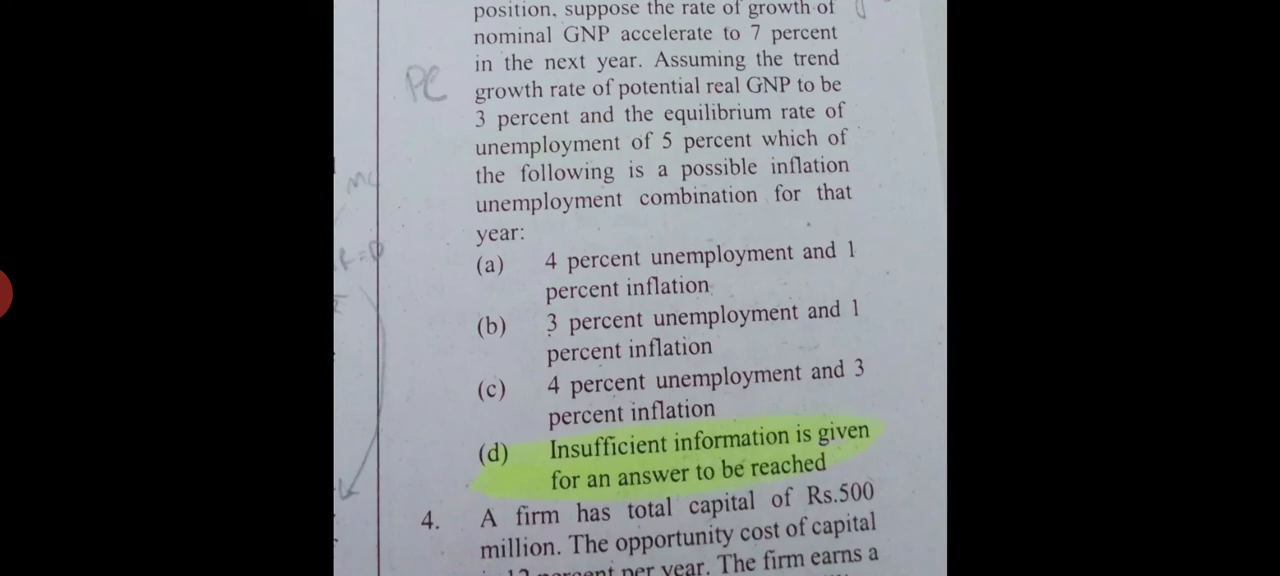 position, suppose the rate of growth of
nominal GNP accelerate to 7 percent
in the next year. Assuming the trend
PC
growth rate of potential real GNP to be
3 percent and the equilibrium rate of
unemployment of 5 percent which of
the following is a possible inflation
unemployment combination for that
year:
(a) 4 percent unemployment and 1
percent inflation
(b) 3 percent unemployment and 1
percent inflation
(c) 4 percent unemployment and 3
percent inflation
(d) Insufficient information is given
for an answer to be reached
4. A firm has total capital of Rs.500
million. The opportunity cost of capital
percent per year. The firm earns a